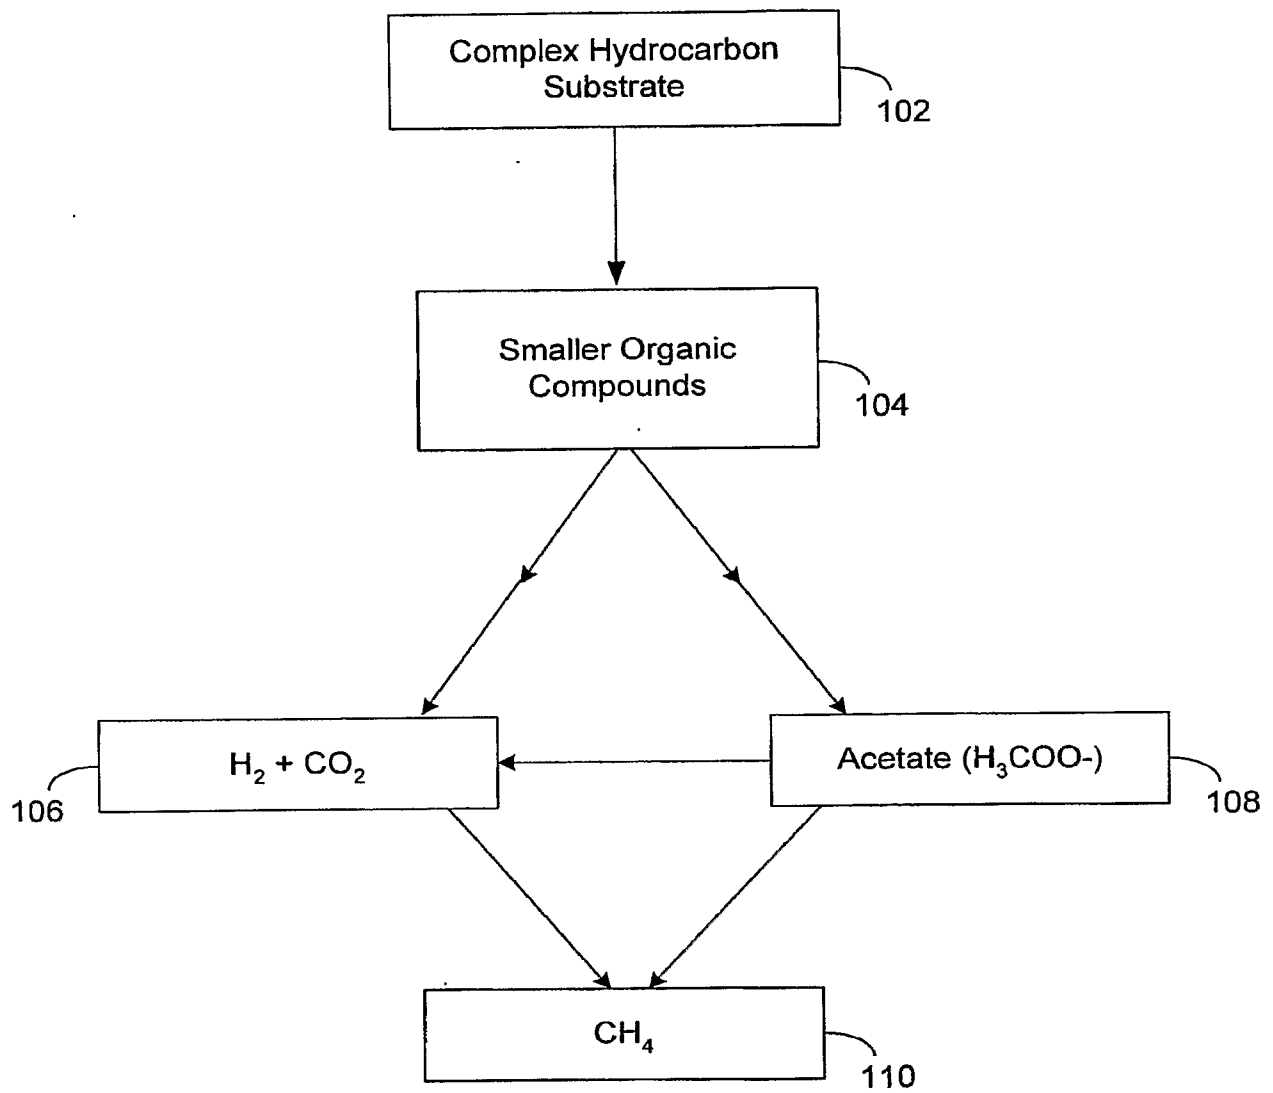 Complex Hydrocarbon
Substrate
102
Smaller Organic
Compounds
104
H₂ + CO₂
106
Acetate (H₃COO-)
108
CH₄
110